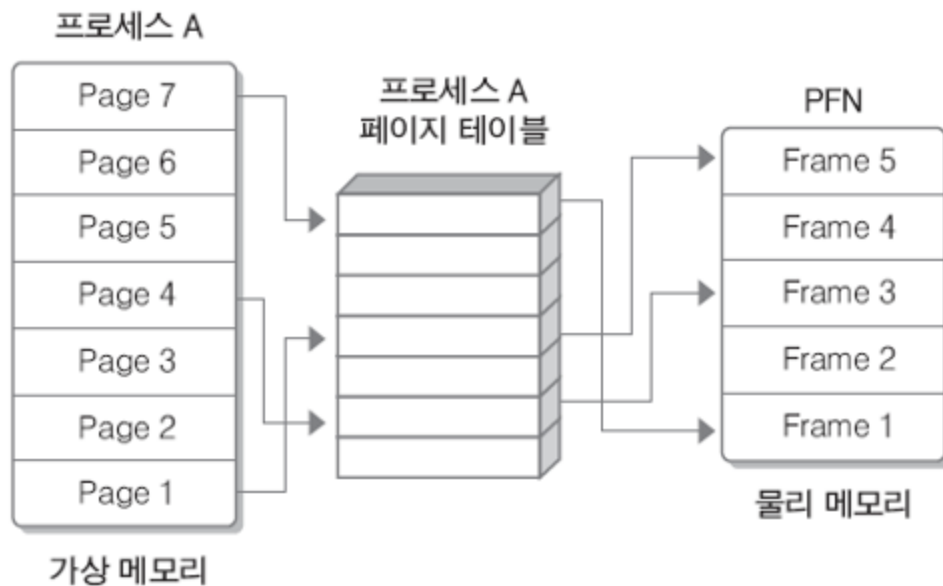 프로세스 A
Page 7
Page 6
Page 5
Page 4
Page 3
Page 2
Page 1
가상 메모리
프로세스 A
페이지 테이블
PFN
Frame 5
Frame 4
Frame 3
Frame 2
Frame 1
물리 메모리